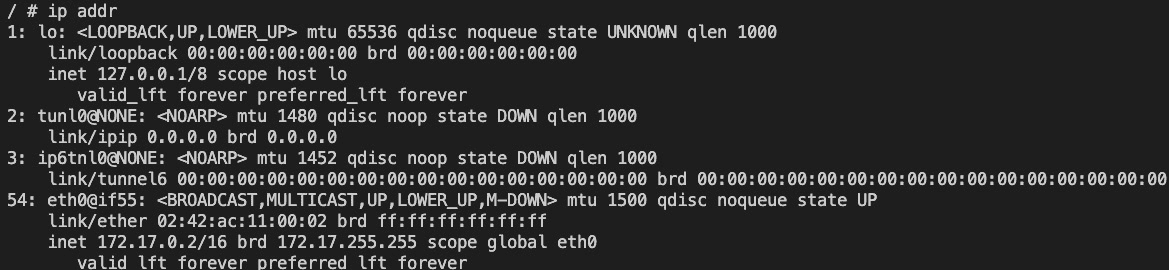 / # ip addr
1: lo: <LOOPBACK,UP,LOWER_UP> mtu 65536 qdisc noqueue state UNKNOWN qlen 1000
    link/loopback 00:00:00:00:00:00 brd 00:00:00:00:00:00
    inet 127.0.0.1/8 scope host lo
       valid_lft forever preferred_lft forever
2: tunl0@NONE: <NOARP> mtu 1480 qdisc noop state DOWN qlen 1000
    link/ipip 0.0.0.0 brd 0.0.0.0
3: ip6tnl0@NONE: <NOARP> mtu 1452 qdisc noop state DOWN qlen 1000
    link/tunnel6 00:00:00:00:00:00:00:00:00:00:00:00:00:00:00:00 brd 00:00:00:00:00:00:00:00:00:00:00:00:00:00:00:00
54: eth0@if55: <BROADCAST,MULTICAST,UP,LOWER_UP,M-DOWN> mtu 1500 qdisc noqueue state UP
    link/ether 02:42:ac:11:00:02 brd ff:ff:ff:ff:ff:ff
    inet 172.17.0.2/16 brd 172.17.255.255 scope global eth0
       valid_lft forever preferred_lft forever